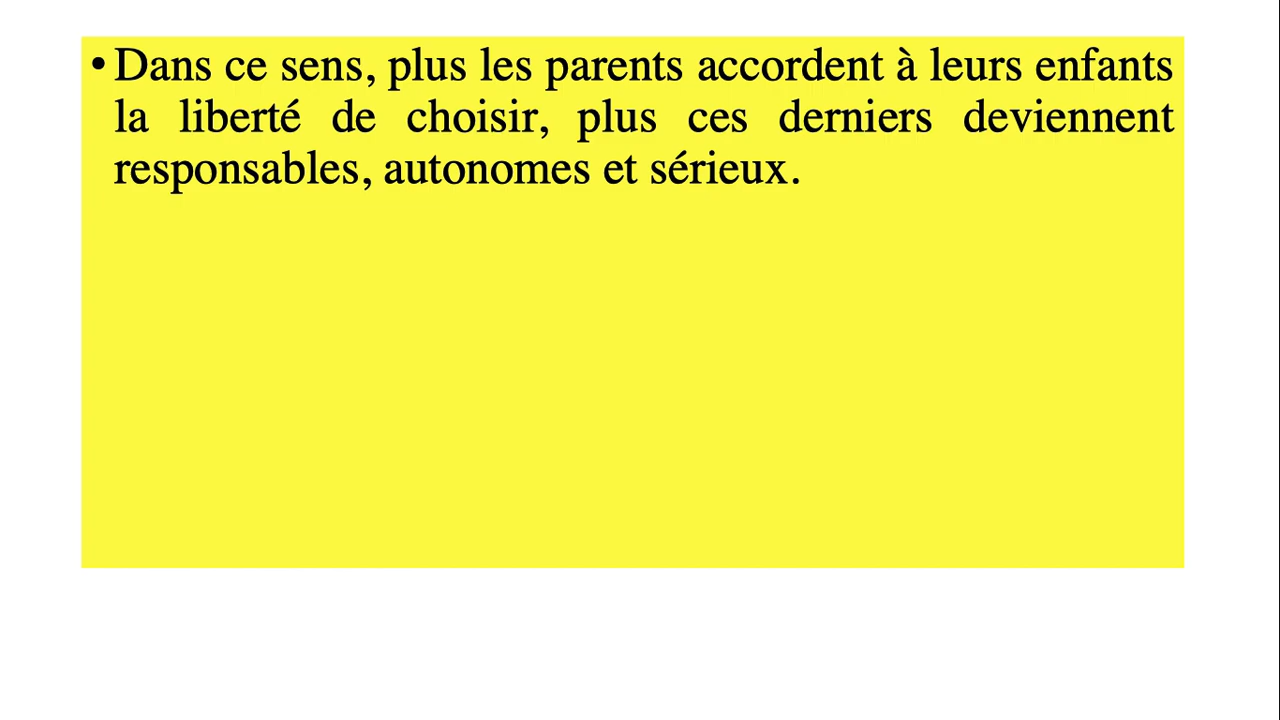 • Dans ce sens, plus les parents accordent à leurs enfants
la liberté de choisir, plus ces derniers deviennent
responsables, autonomes et sérieux.